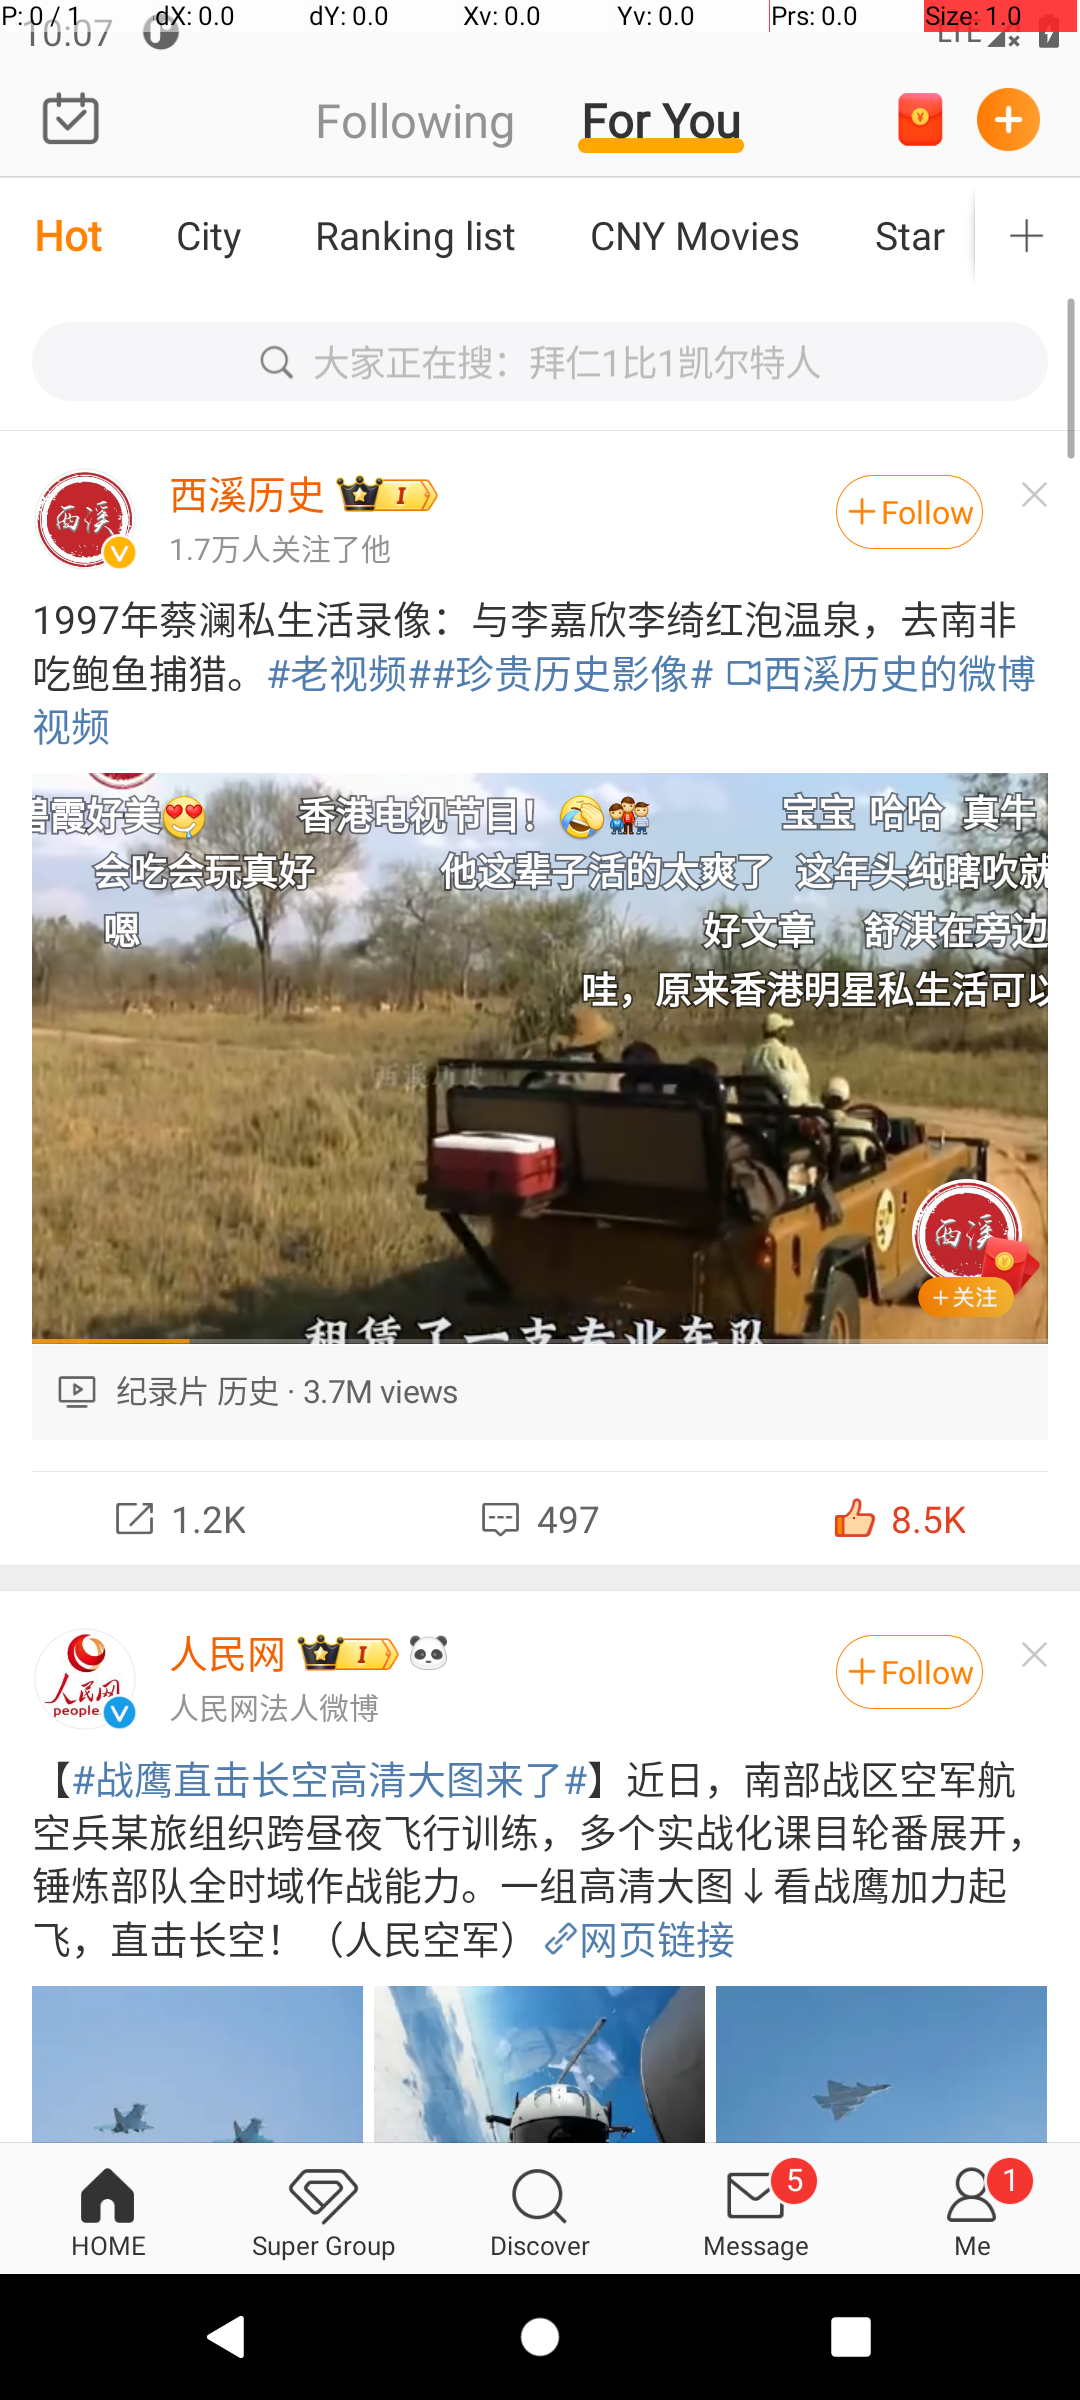 P: 0 / 1 dX: 0.0 dY: 0.0 Xv: 0.0 Yv: 0.0 Prs: 0.0 Size: 1.0
10:07 LTE
Following For You
Hot City Ranking list CNY Movies Star
大家正在搜：拜仁1比1凯尔特人
西溪
西溪历史 I
1.7万人关注了他
+Follow
1997年蔡澜私生活录像：与李嘉欣李绮红泡温泉，去南非
吃鲍鱼捕猎。#老视频##珍贵历史影像# 西溪历史的微博
视频
碧霞好美 香港电视节目！ 宝宝 哈哈 真牛
会吃会玩真好 他这辈子活的太爽了 这年头纯瞎吹就
嗯 好文章 舒淇在旁边
哇，原来香港明星私生活可以
西溪历史
西溪
+关注
租赁了一支专业车队
纪录片 历史 · 3.7M views
1.2K 497 8.5K
人民网
people
人民网 I
人民网法人微博
+Follow
【#战鹰直击长空高清大图来了#】近日，南部战区空军航
空兵某旅组织跨昼夜飞行训练，多个实战化课目轮番展开，
锤炼部队全时域作战能力。一组高清大图↓看战鹰加力起
飞，直击长空！（人民空军）网页链接
5 1
HOME Super Group Discover Message Me